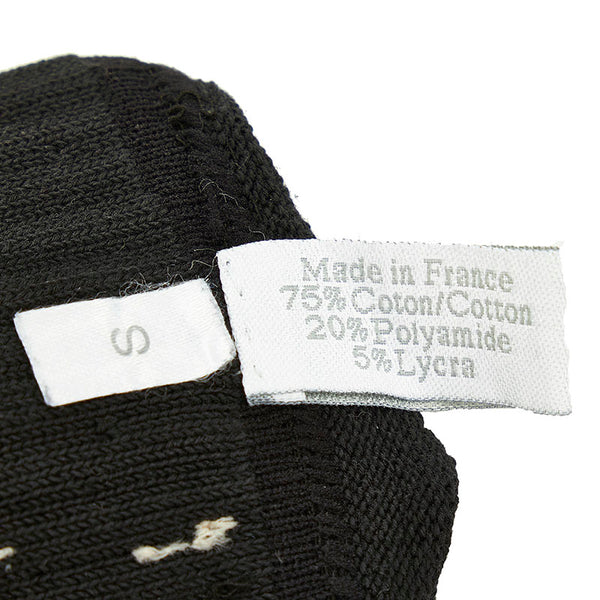 S
Made in France
75% Coton/Cotton
20% Polyamide
5% Lycra